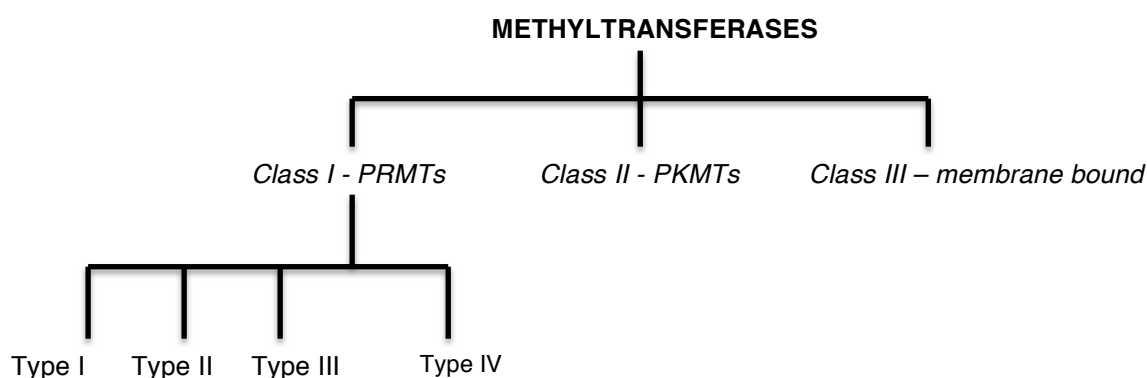 METHYLTRANSFERASES
Class I - PRMTs Class II - PKMTs Class III – membrane bound
Type I Type II Type III Type IV